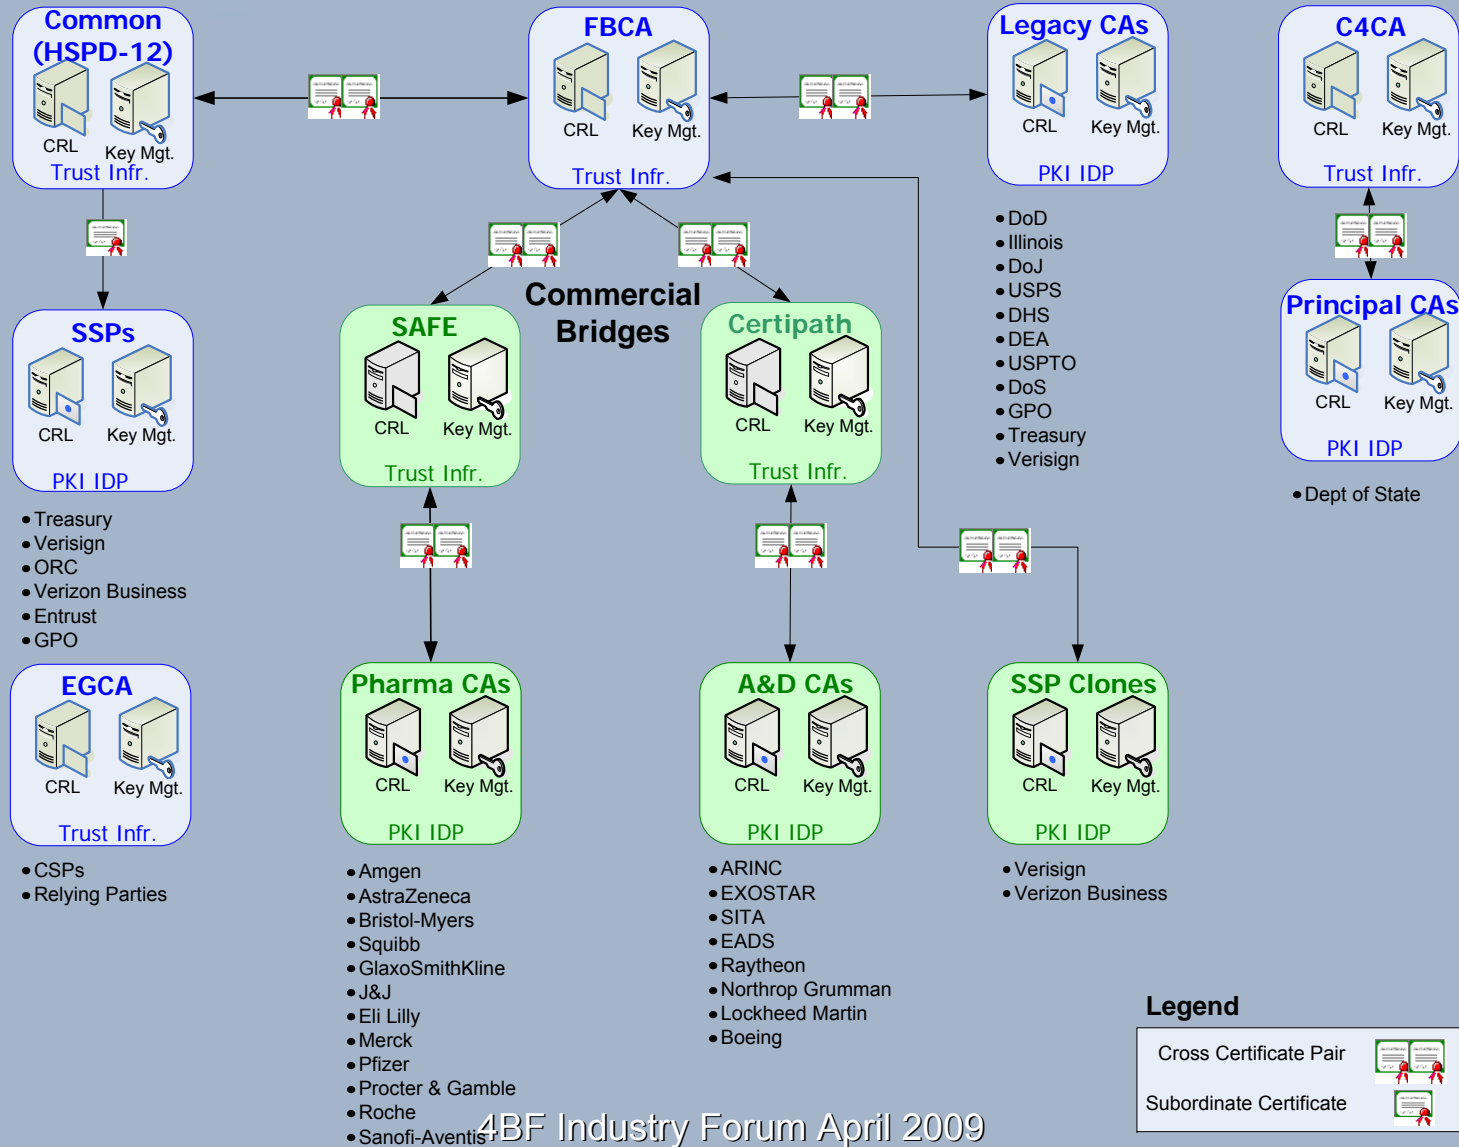 Common
(HSPD-12)
CRL
Key Mgt.
Trust Infr.
FBCA
CRL
Key Mgt.
Trust Infr.
Legacy CAs
CRL
Key Mgt.
PKI IDP
C4CA
CRL
Key Mgt.
Trust Infr.
• DoD
• Illinois
• DoJ
• USPS
• DHS
• DEA
• USPTO
• DoS
• GPO
• Treasury
• Verisign
Principal CAs
CRL
Key Mgt.
PKI IDP
• Dept of State
SSPs
CRL
Key Mgt.
PKI IDP
• Treasury
• Verisign
• ORC
• Verizon Business
• Entrust
• GPO
Commercial
Bridges
SAFE
CRL
Key Mgt.
Trust Infr.
Certipath
CRL
Key Mgt.
Trust Infr.
EGCA
CRL
Key Mgt.
Trust Infr.
• CSPs
• Relying Parties
Pharma CAs
CRL
Key Mgt.
PKI IDP
• Amgen
• AstraZeneca
• Bristol-Myers
• Squibb
• GlaxoSmithKline
• J&J
• Eli Lilly
• Merck
• Pfizer
• Procter & Gamble
• Roche
• Sanofi-Aventis
A&D CAs
CRL
Key Mgt.
PKI IDP
• ARINC
• EXOSTAR
• SITA
• EADS
• Raytheon
• Northrop Grumman
• Lockheed Martin
• Boeing
SSP Clones
CRL
Key Mgt.
PKI IDP
• Verisign
• Verizon Business
Legend
Cross Certificate Pair
Subordinate Certificate
4BF Industry Forum April 2009